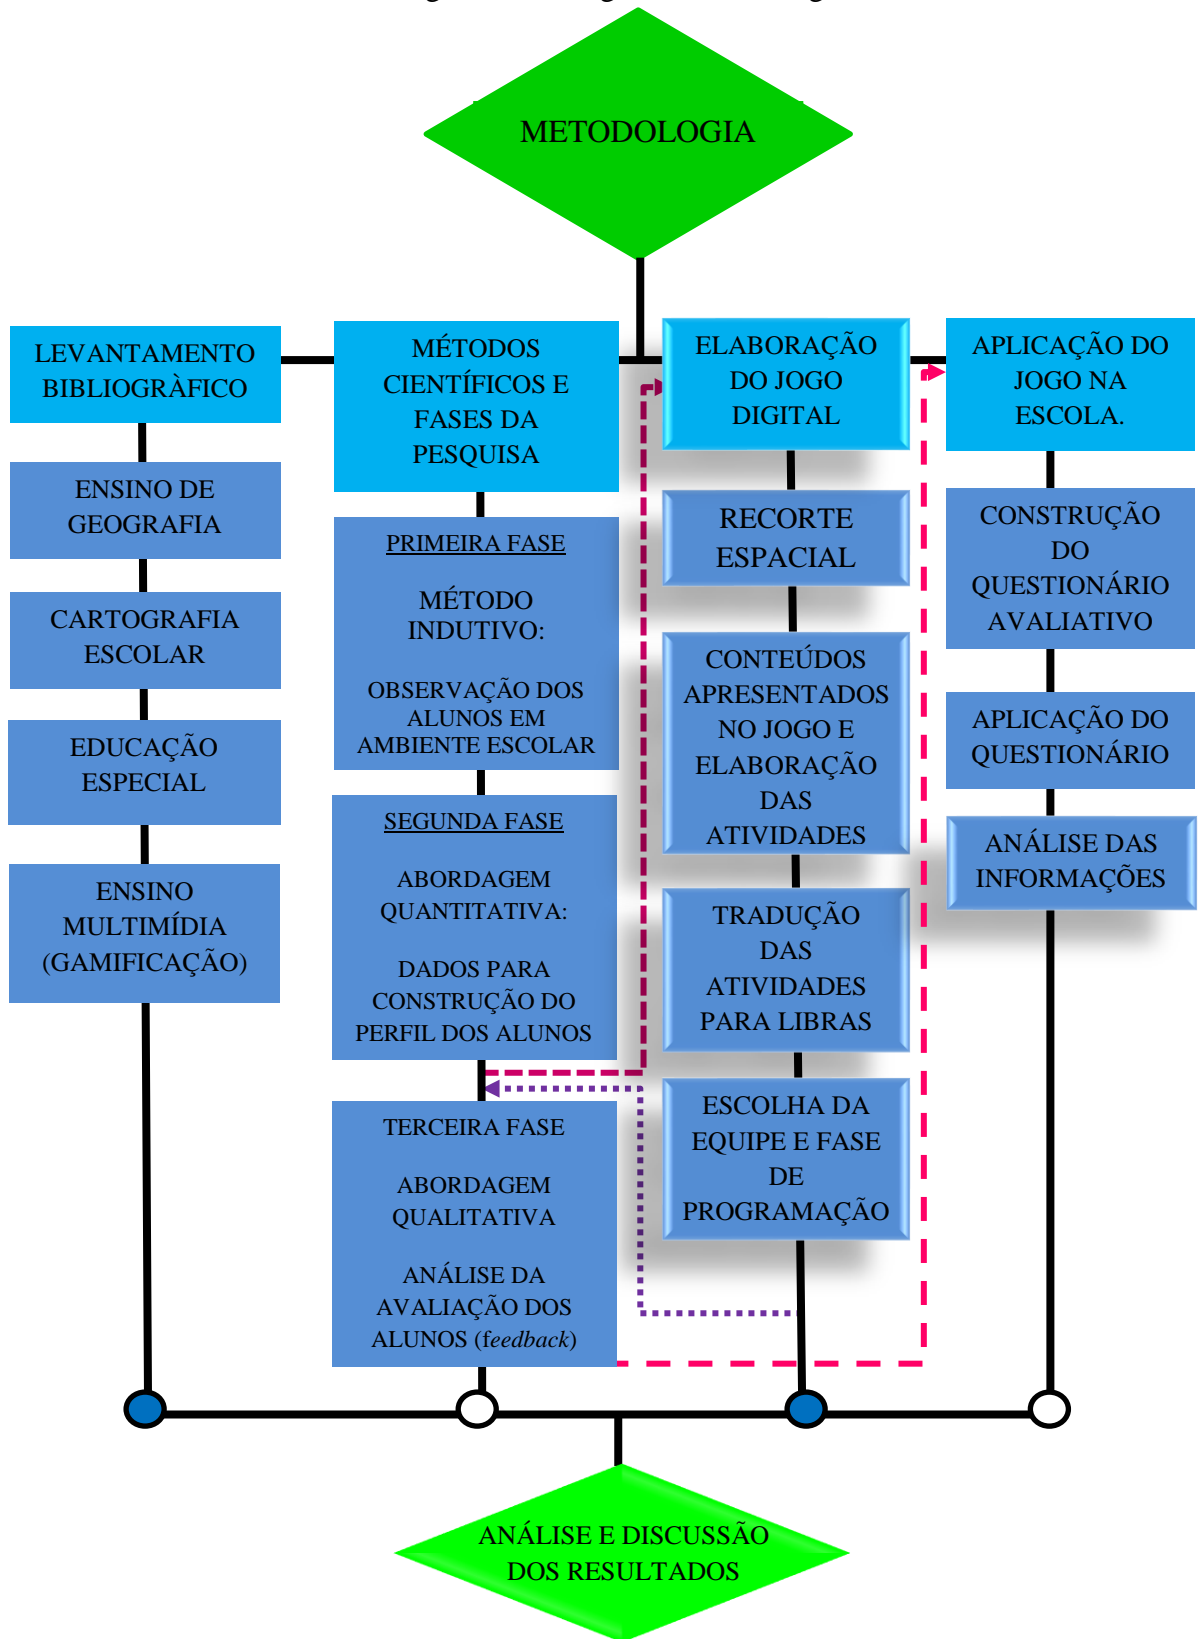 METODOLOGIA
LEVANTAMENTO
BIBLIOGRÀFICO
ENSINO DE
GEOGRAFIA
CARTOGRAFIA
ESCOLAR
EDUCAÇÃO
ESPECIAL
ENSINO
MULTIMÍDIA
(GAMIFICAÇÃO)
MÉTODOS
CIENTÍFICOS E
FASES DA
PESQUISA
PRIMEIRA FASE
MÉTODO
INDUTIVO:
OBSERVAÇÃO DOS
ALUNOS EM
AMBIENTE ESCOLAR
SEGUNDA FASE
ABORDAGEM
QUANTITATIVA:
DADOS PARA
CONSTRUÇÃO DO
PERFIL DOS ALUNOS
TERCEIRA FASE
ABORDAGEM
QUALITATIVA
ANÁLISE DA
AVALIAÇÃO DOS
ALUNOS (feedback)
ELABORAÇÃO
DO JOGO
DIGITAL
RECORTE
ESPACIAL
CONTEÚDOS
APRESENTADOS
NO JOGO E
ELABORAÇÃO
DAS
ATIVIDADES
TRADUÇÃO
DAS
ATIVIDADES
PARA LIBRAS
ESCOLHA DA
EQUIPE E FASE
DE
PROGRAMAÇÃO
APLICAÇÃO DO
JOGO NA
ESCOLA.
CONSTRUÇÃO
DO
QUESTIONÁRIO
AVALIATIVO
APLICAÇÃO DO
QUESTIONÁRIO
ANÁLISE DAS
INFORMAÇÕES
ANÁLISE E DISCUSSÃO
DOS RESULTADOS